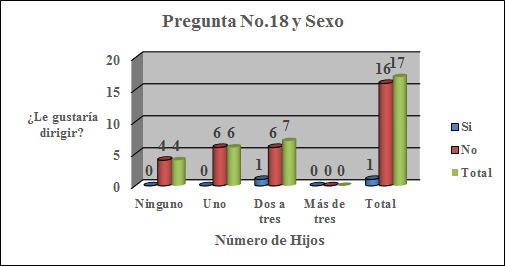 Pregunta No.18 y Sexo
¿Le gustaría
dirigir?
20
15
10
5
0
0 4 4
0 6 6
1 6 7
0 0 0
1 16 17
Ninguno
Uno
Dos a
tres
Más de
tres
Total
Número de Hijos
Si
No
Total